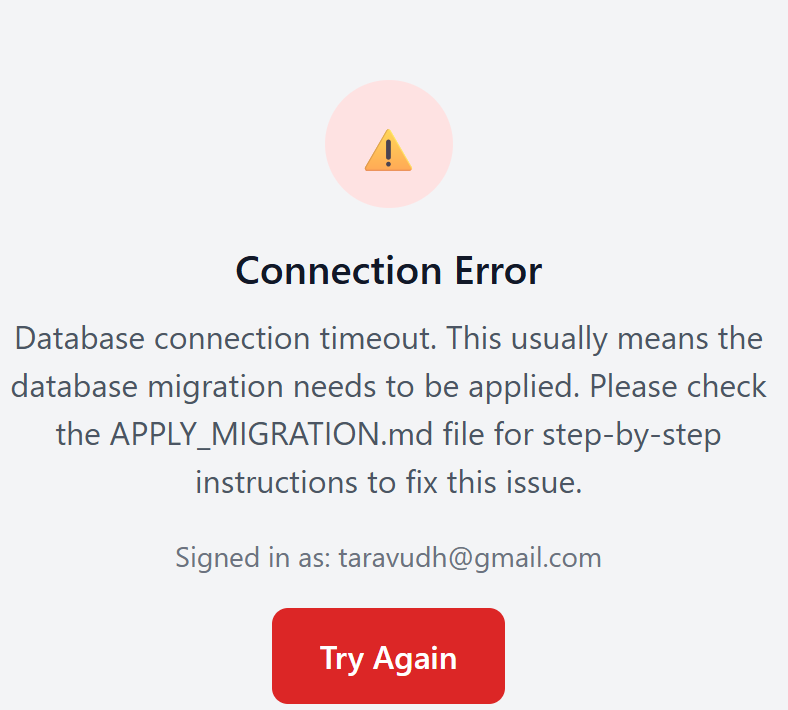 Connection Error
Database connection timeout. This usually means the
database migration needs to be applied. Please check
the APPLY_MIGRATION.md file for step-by-step
instructions to fix this issue.
Signed in as: taravudh@gmail.com
Try Again